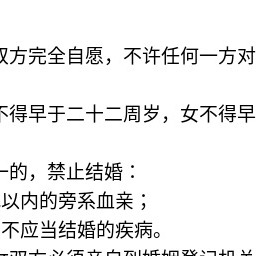 双方完全自愿，不许任何一方对
不得早于二十二周岁，女不得早
一的，禁止结婚：
以内的旁系血亲；
不应当结婚的疾病。